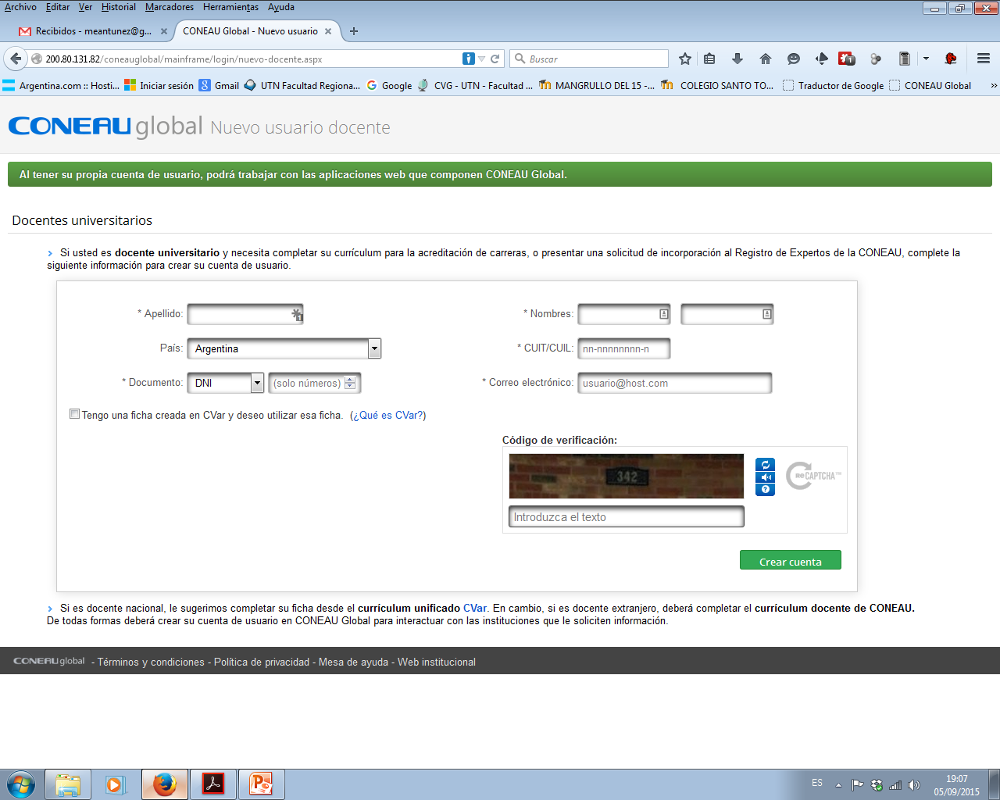 Archivo Editar Ver Historial Marcadores Herramientas Ayuda
Recibidos - meantunez@g... CONEAU Global - Nuevo usuario
200.80.131.82/coneauglobal/mainframe/login/nuevo-docente.aspx Buscar
Argentina.com :: Hosti... Iniciar sesión Gmail UTN Facultad Regiona... Google CVG - UTN - Facultad ... MANGRULLO DEL 15 -... COLEGIO SANTO TO... Traductor de Google CONEAU Global »
CONEAU global Nuevo usuario docente
Al tener su propia cuenta de usuario, podrá trabajar con las aplicaciones web que componen CONEAU Global.
Docentes universitarios
Si usted es docente universitario y necesita completar su currículum para la acreditación de carreras, o presentar una solicitud de incorporación al Registro de Expertos de la CONEAU, complete la
siguiente información para crear su cuenta de usuario.
* Apellido: * Nombres:
País: Argentina * CUIT/CUIL: nn-nnnnnnnn-n
* Documento: DNI (solo números) * Correo electrónico: usuario@host.com
Tengo una ficha creada en CVar y deseo utilizar esa ficha. (¿Qué es CVar?)
Código de verificación:
342
reCAPTCHA™
Introduzca el texto
Crear cuenta
Si es docente nacional, le sugerimos completar su ficha desde el currículum unificado CVar. En cambio, si es docente extranjero, deberá completar el currículum docente de CONEAU.
De todas formas deberá crear su cuenta de usuario en CONEAU Global para interactuar con las instituciones que le soliciten información.
CONEAU global - Términos y condiciones - Política de privacidad - Mesa de ayuda - Web institucional
ES 19:07
05/09/2015